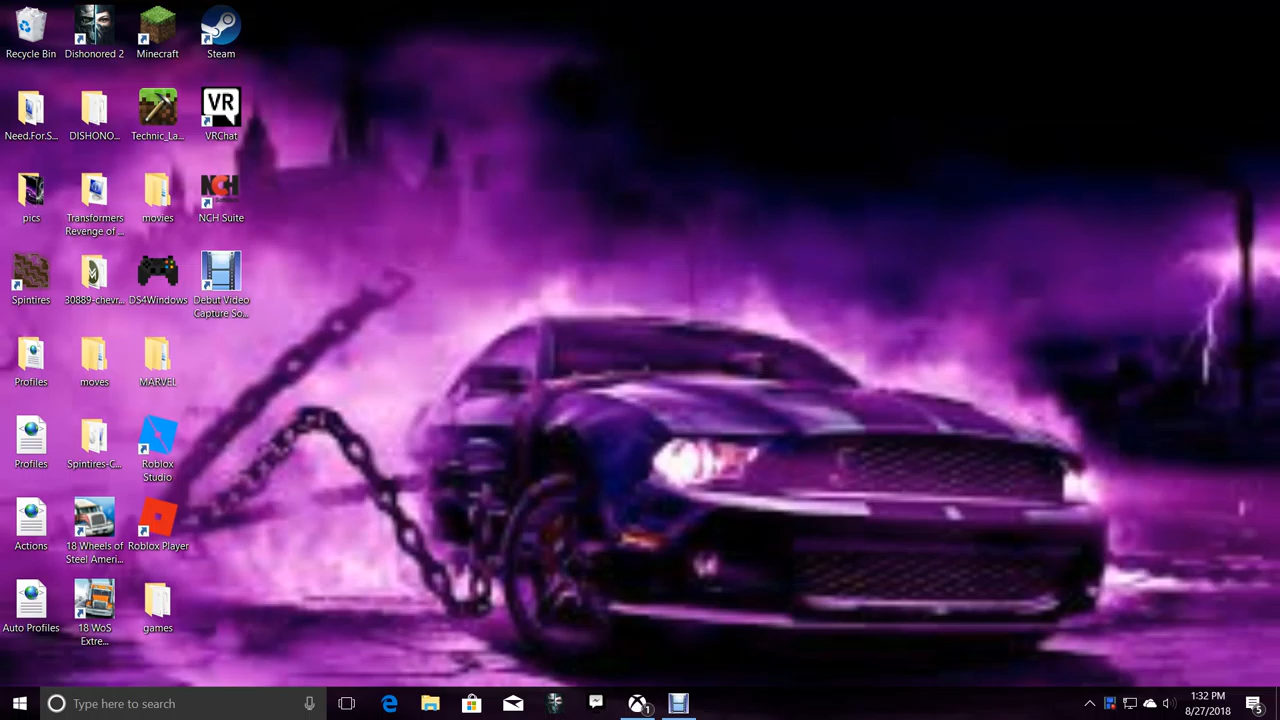 Recycle Bin
Dishonored 2
Minecraft
Steam
Need.For.S...
DISHONO...
Technic_La...
VR
VRChat
pics
Transformers
Revenge of ...
movies
NCH
NCH Suite
Spintires
30889-chevr...
DS4Windows
Debut Video
Capture So...
Profiles
moves
MARVEL
Profiles
Spintires-C...
Roblox
Studio
Actions
18 Wheels of
Steel Ameri...
Roblox Player
Auto Profiles
18 WoS
Extre...
games
Type here to search
1
1:32 PM
8/27/2018
5